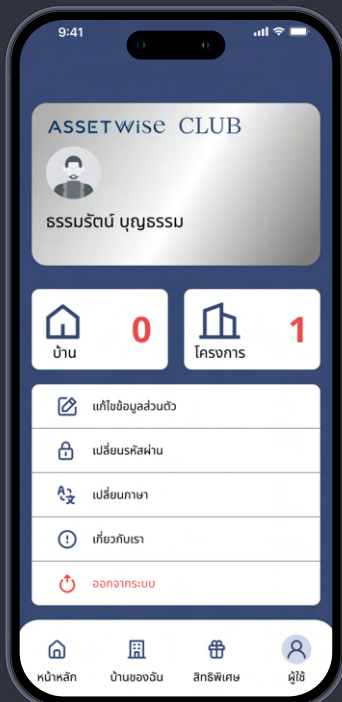 9:41
ASSETWISE CLUB
ธรรมรัตน์ บุญธรรม
บ้าน 0
โครงการ 1
แก้ไขข้อมูลส่วนตัว
เปลี่ยนรหัสผ่าน
เปลี่ยนภาษา
เกี่ยวกับเรา
ออกจากระบบ
หน้าหลัก บ้านของฉัน สิทธิพิเศษ ผู้ใช้